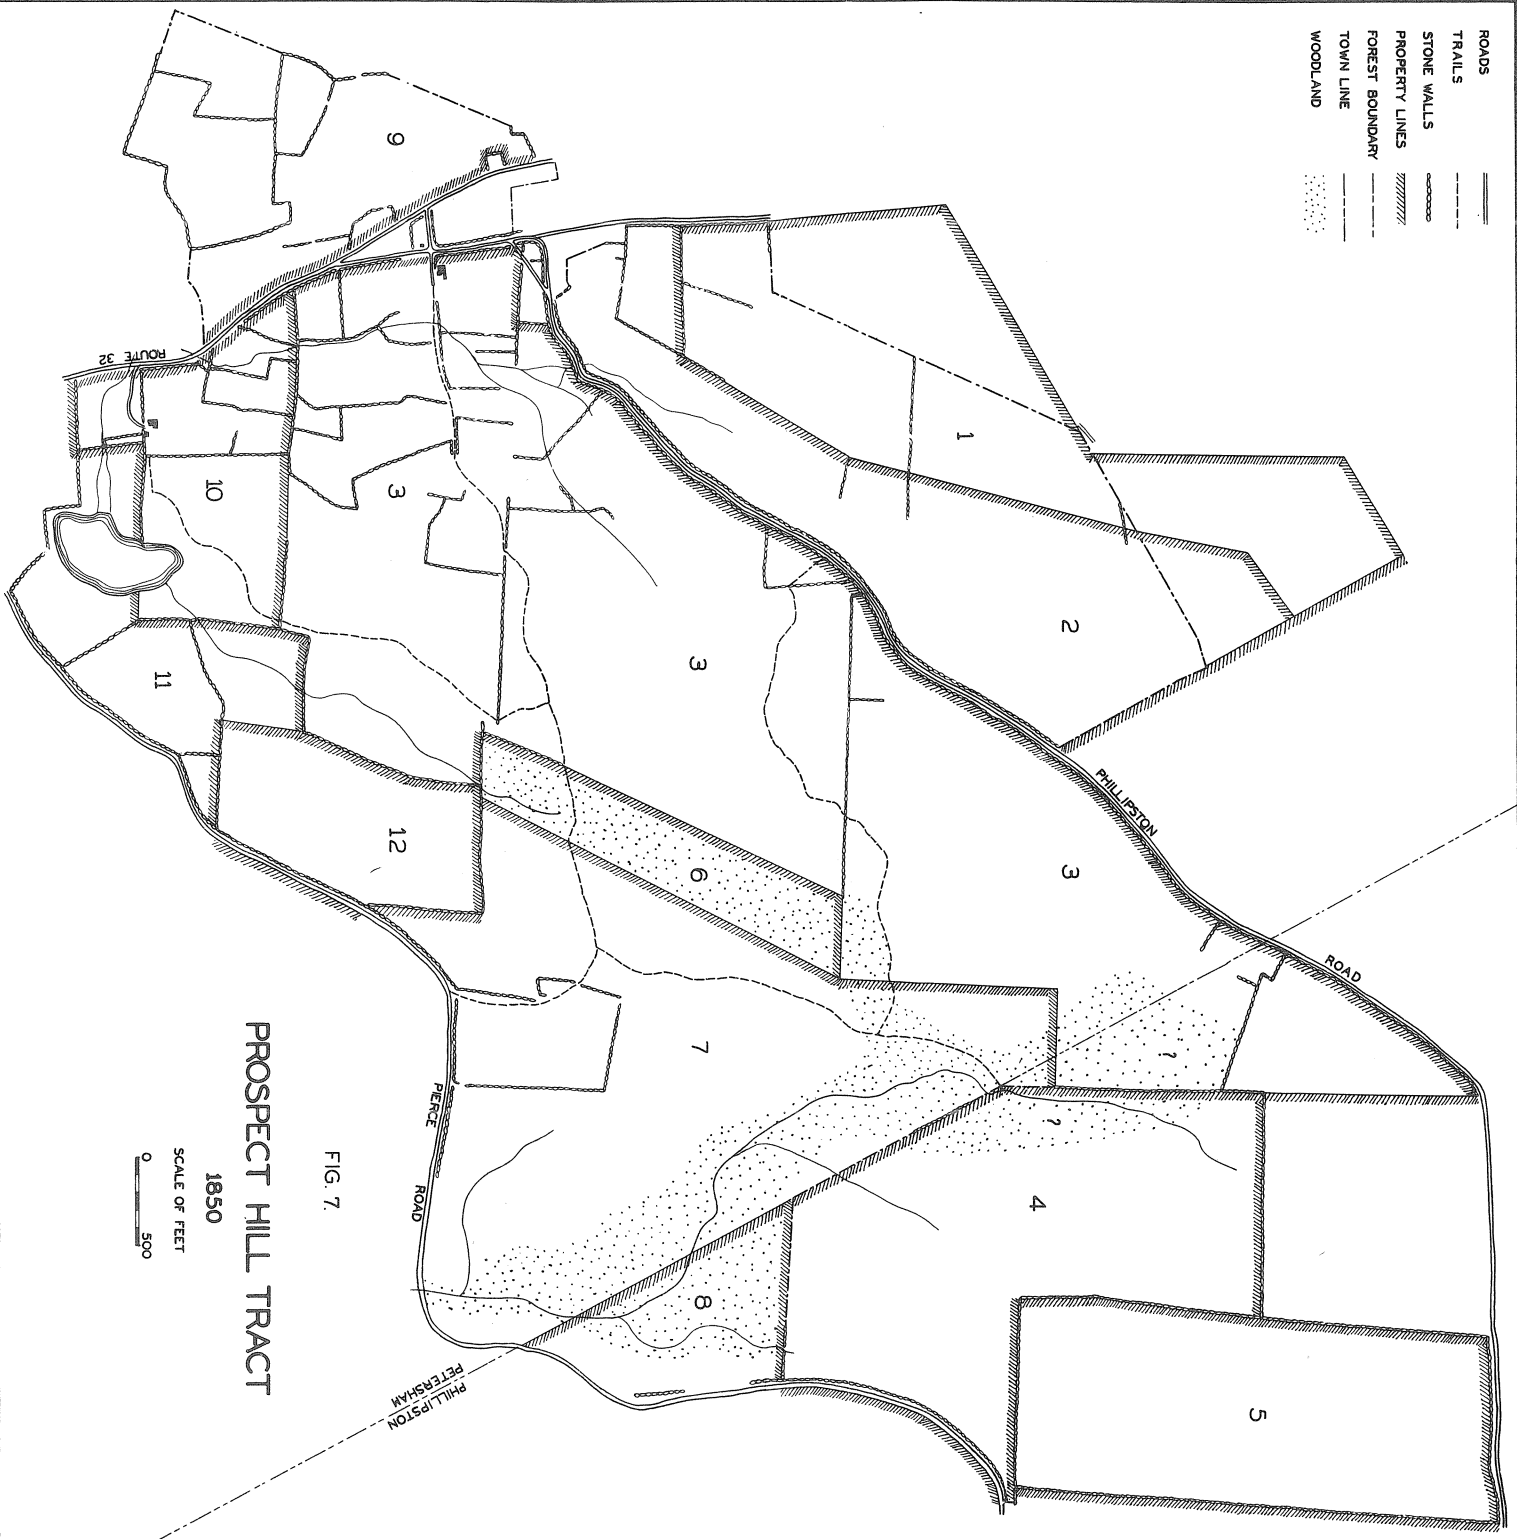 ROADS
TRAILS
STONE WALLS
PROPERTY LINES
FOREST BOUNDARY
TOWN LINE
WOODLAND
9
1
2
3
3
3
10
11
12
6
7
?
?
4
8
5
ROUTE 32
PHILLIPSTON
ROAD
PIERCE
ROAD
PHILLIPSTON
PETERSHAM
FIG. 7.
PROSPECT HILL TRACT
1850
SCALE OF FEET
0 500